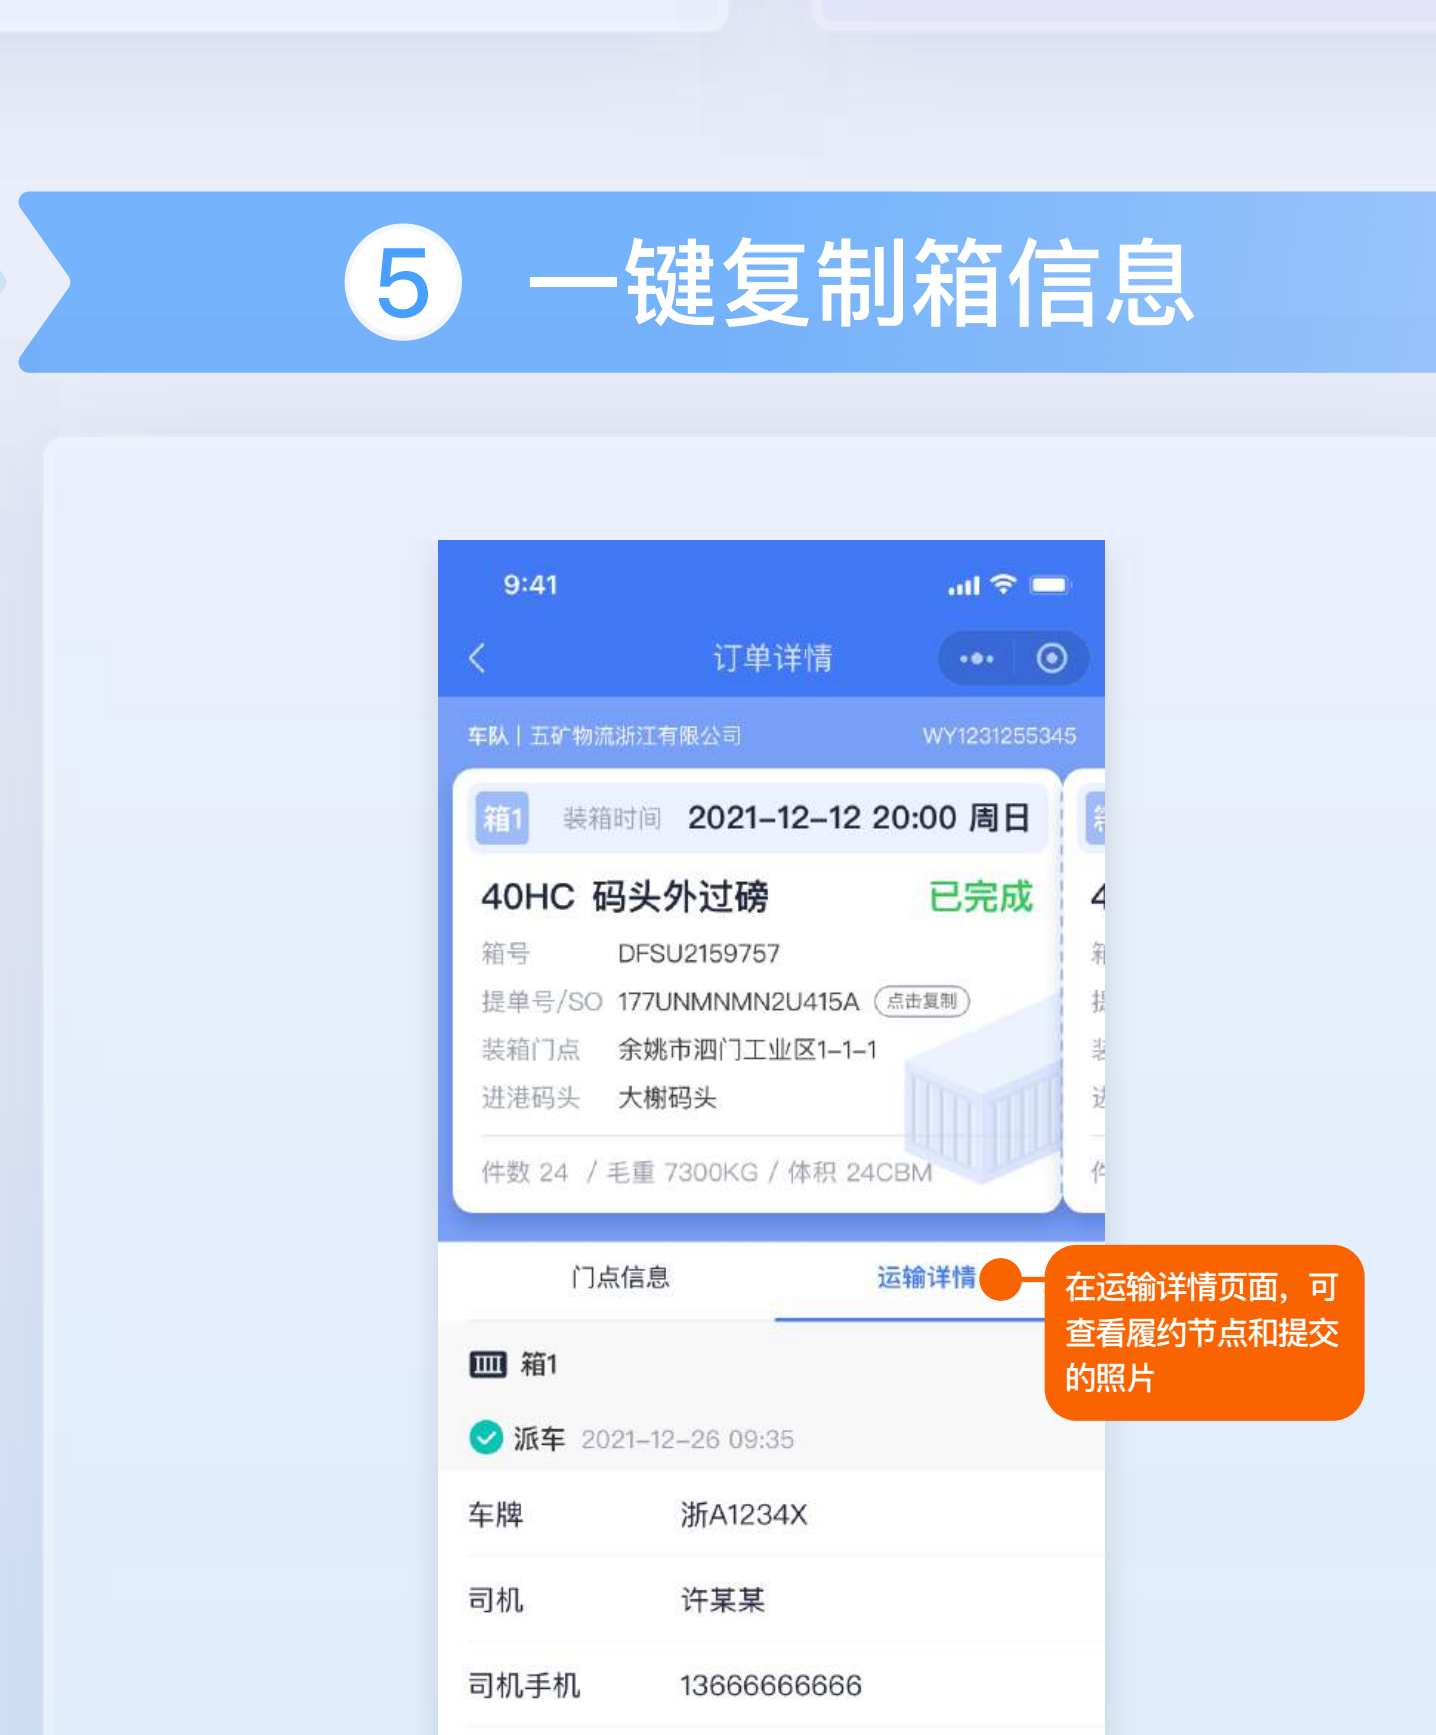 5 一键复制箱信息
9:41
订单详情
车队 | 五矿物流浙江有限公司 WY1231255345
箱1 装箱时间 2021-12-12 20:00 周日
40HC 码头外过磅 已完成 4
箱号 DFSU2159757
提单号/SO 177UNMNMN2U415A 点击复制
装箱门点 余姚市泗门工业区1-1-1
进港码头 大榭码头
件数 24 / 毛重 7300KG / 体积 24CBM 件
门点信息 运输详情
在运输详情页面，可
查看履约节点和提交
的照片
箱1
派车 2021-12-26 09:35
车牌 浙A1234X
司机 许某某
司机手机 13666666666